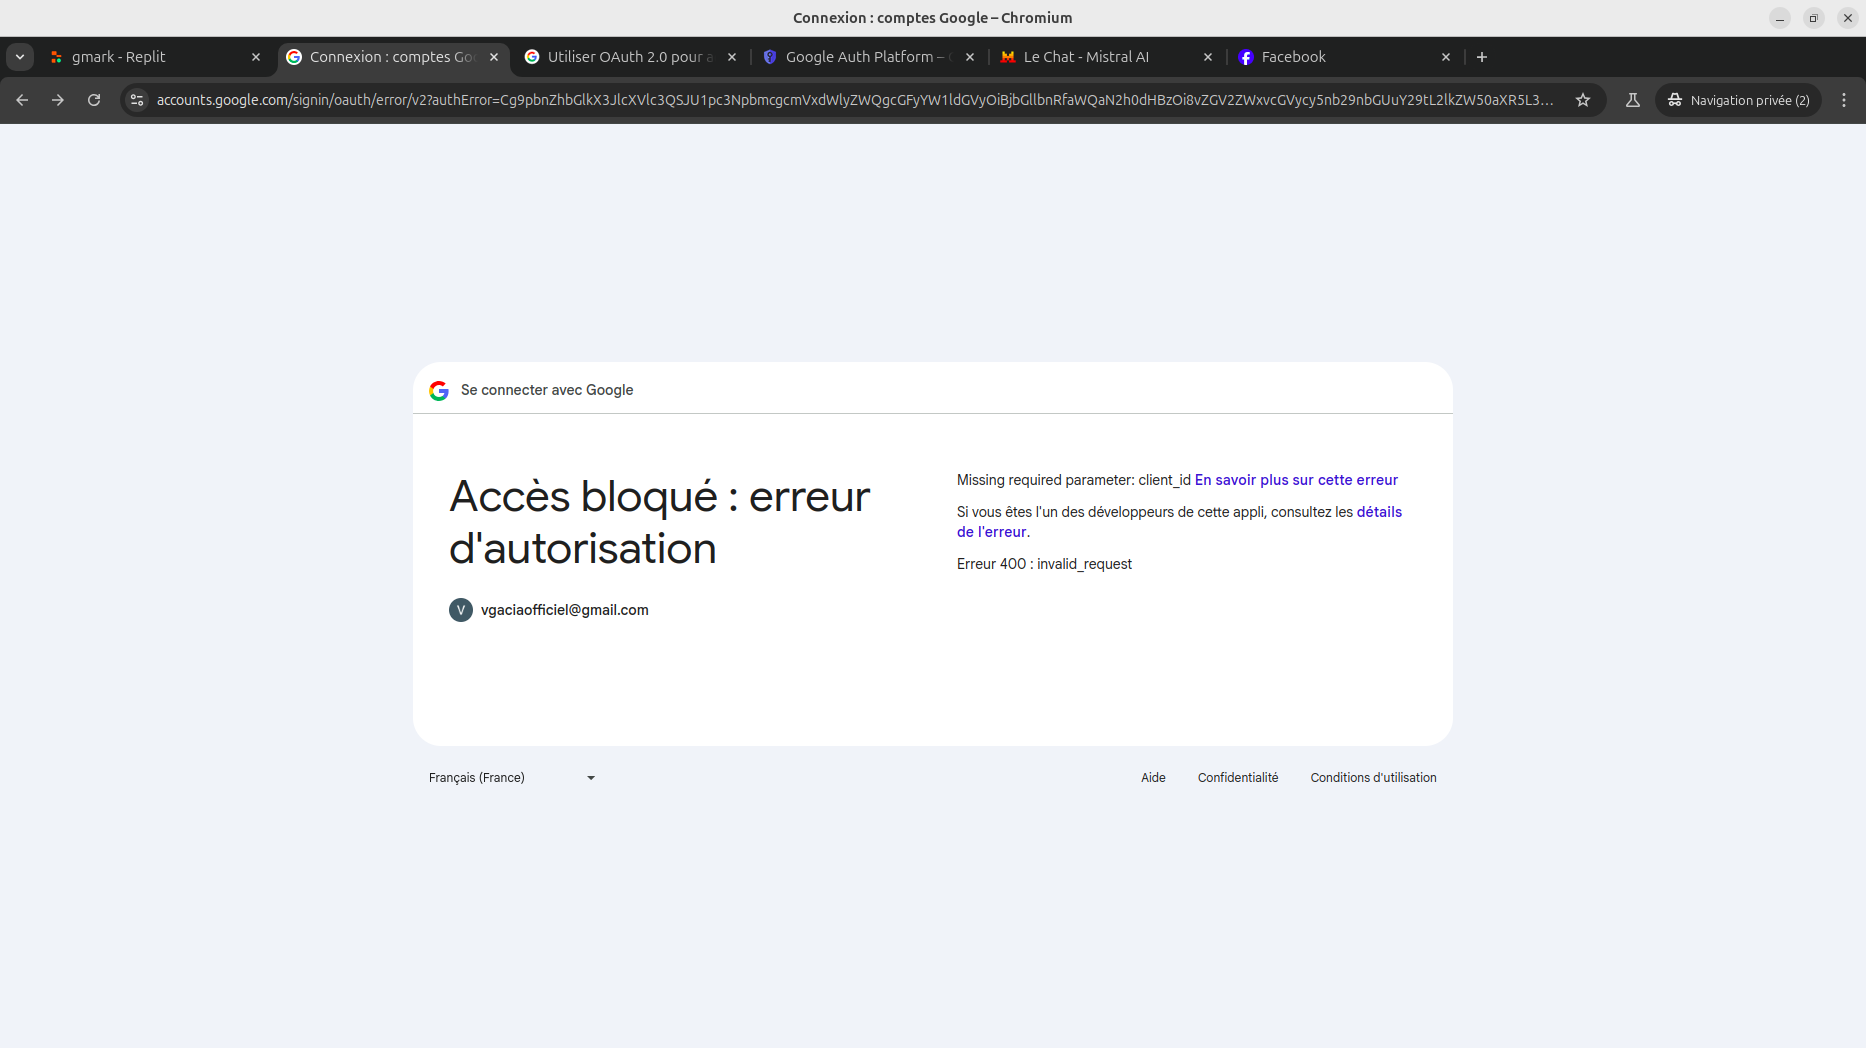 Connexion : comptes Google – Chromium
gmark - Replit
Connexion : comptes Goo
Utiliser OAuth 2.0 pour a
Google Auth Platform –
Le Chat - Mistral AI
Facebook
accounts.google.com/signin/oauth/error/v2?authError=Cg9pbnZhbGlkX3JlcXVlc3QSJU1pc3NpbmcgcmVxdWlyZWQgcGFyYW1ldGVyOiBjbGllbnRfaWQaN2h0dHBzOi8vZGV2ZWxvcGVycy5nb29nbGUuY29tL2lkZW50aXR5L3...
Navigation privée (2)
Se connecter avec Google
Accès bloqué : erreur
d'autorisation
V vgaciaofficiel@gmail.com
Missing required parameter: client_id En savoir plus sur cette erreur
Si vous êtes l'un des développeurs de cette appli, consultez les détails
de l'erreur.
Erreur 400 : invalid_request
Français (France)
Aide
Confidentialité
Conditions d'utilisation